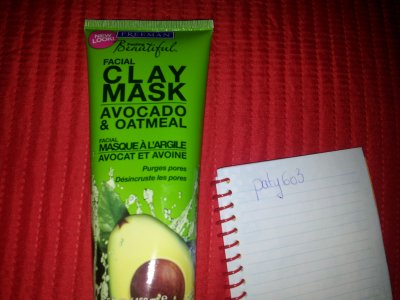 NEW LOOK!
FREEMAN
Feeling
Beautiful
FACIAL
CLAY
MASK
AVOCADO
& OATMEAL
FACIAL
MASQUE À L'ARGILE
AVOCAT ET AVOINE
Purges pores
Désincruste les pores
paty603